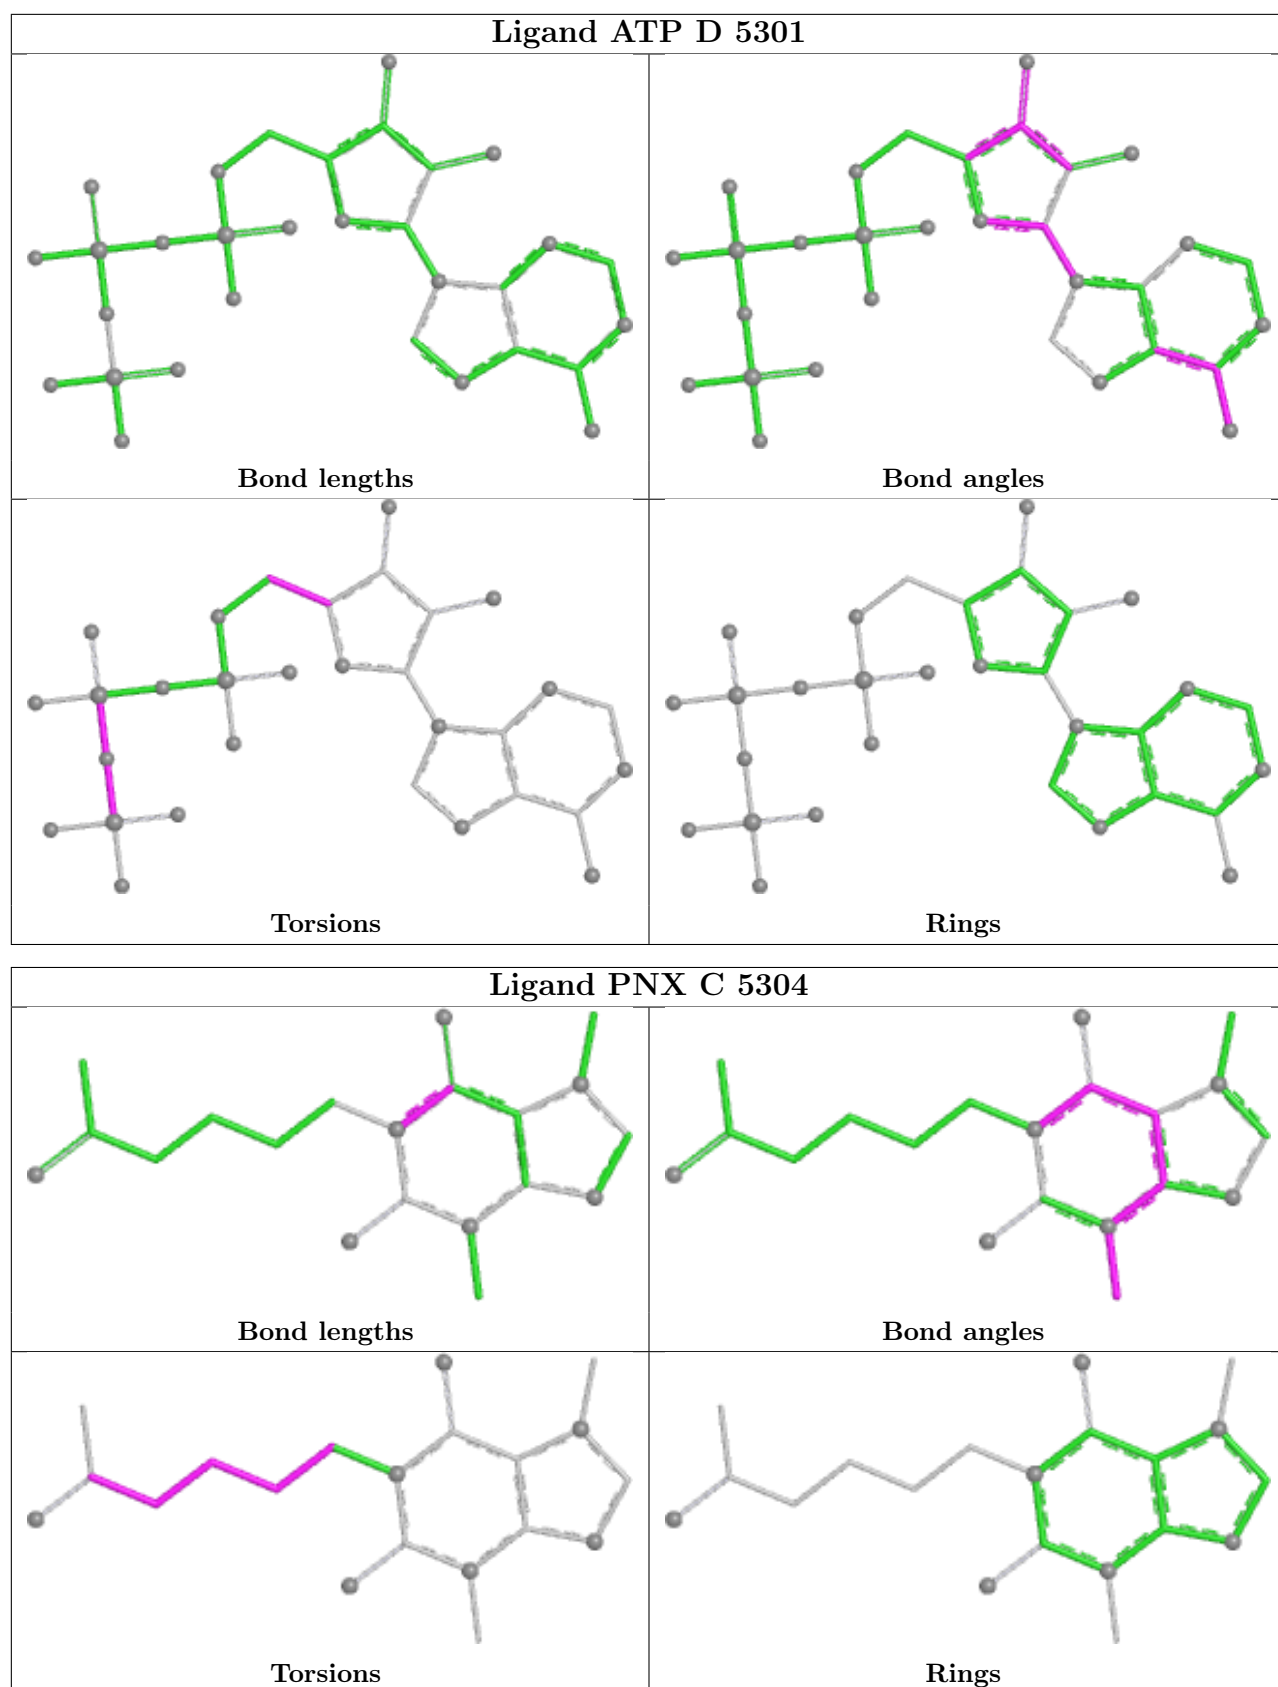 Ligand ATP D 5301
Bond lengths
Bond angles
Torsions
Rings
Ligand PNX C 5304
Bond lengths
Bond angles
Torsions
Rings